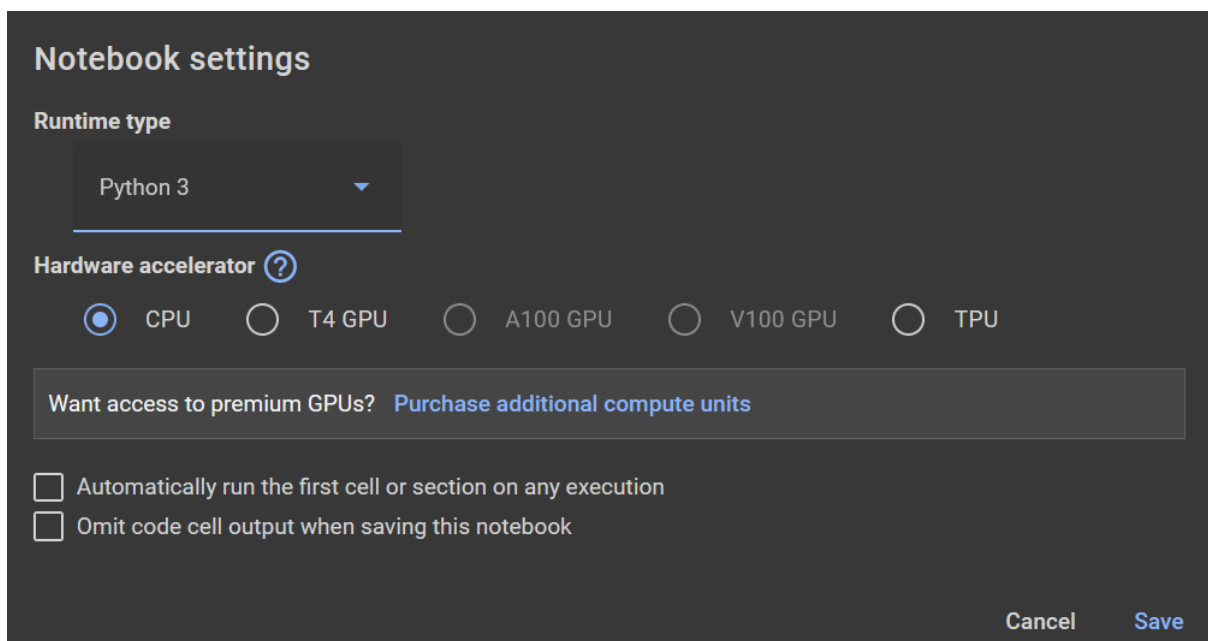 Notebook settings
Runtime type
Python 3
Hardware accelerator ?
CPU T4 GPU A100 GPU V100 GPU TPU
Want access to premium GPUs? Purchase additional compute units
Automatically run the first cell or section on any execution
Omit code cell output when saving this notebook
Cancel Save